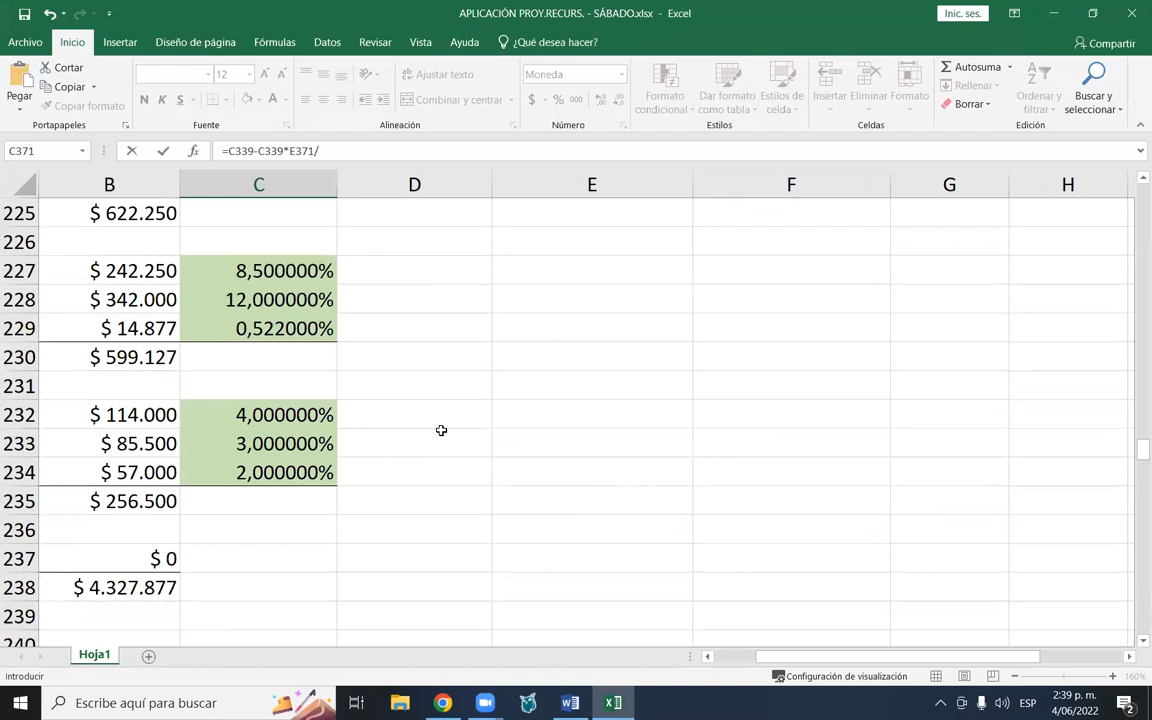 APLICACIÓN PROY.RECURS. - SÁBADO.xlsx - Excel
Inic. ses.
Archivo Inicio Insertar Diseño de página Fórmulas Datos Revisar Vista Ayuda ¿Qué desea hacer? Compartir
Pegar
Cortar
Copiar
Copiar formato
Portapapeles
12
N K S
Fuente
Ajustar texto
Combinar y centrar
Alineación
Moneda
$ % 000
Número
Formato condicional
Dar formato como tabla
Estilos de celda
Estilos
Insertar Eliminar Formato
Celdas
Autosuma
Rellenar
Borrar
Ordenar y filtrar
Buscar y seleccionar
Edición
C371 fx =C339-C339*E371/
B C D E F G H
225 $ 622.250
226
227 $ 242.250 8,500000%
228 $ 342.000 12,000000%
229 $ 14.877 0,522000%
230 $ 599.127
231
232 $ 114.000 4,000000%
233 $ 85.500 3,000000%
234 $ 57.000 2,000000%
235 $ 256.500
236
237 $ 0
238 $ 4.327.877
239
240
Hoja1
Introducir Configuración de visualización 160%
Escribe aquí para buscar
ESP
2:39 p. m.
4/06/2022
2